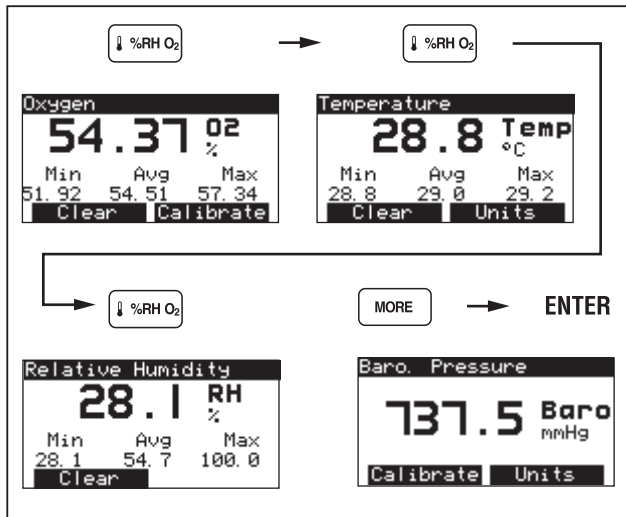 %RH O₂
%RH O₂
Oxygen
54.37 O2
%
Min Avg Max
51.92 54.51 57.34
Clear Calibrate
Temperature
28.8 Temp
°C
Min Avg Max
28.8 29.0 29.2
Clear Units
%RH O₂
MORE
ENTER
Relative Humidity
28.1 RH
%
Min Avg Max
28.1 54.7 100.0
Clear
Baro. Pressure
737.5 Baro
mmHg
Calibrate Units